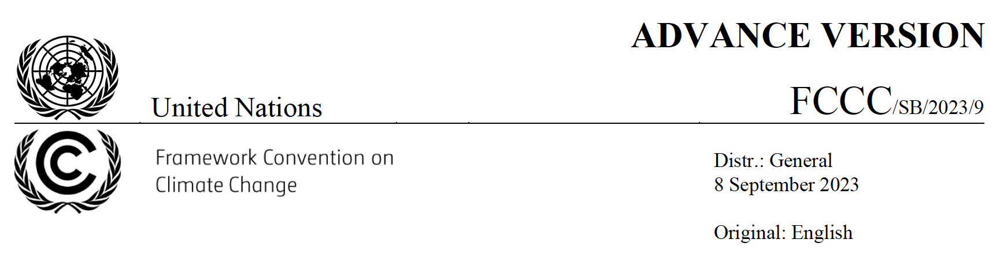 ADVANCE VERSION
United Nations
FCCC/SB/2023/9
Framework Convention on
Climate Change
Distr.: General
8 September 2023
Original: English